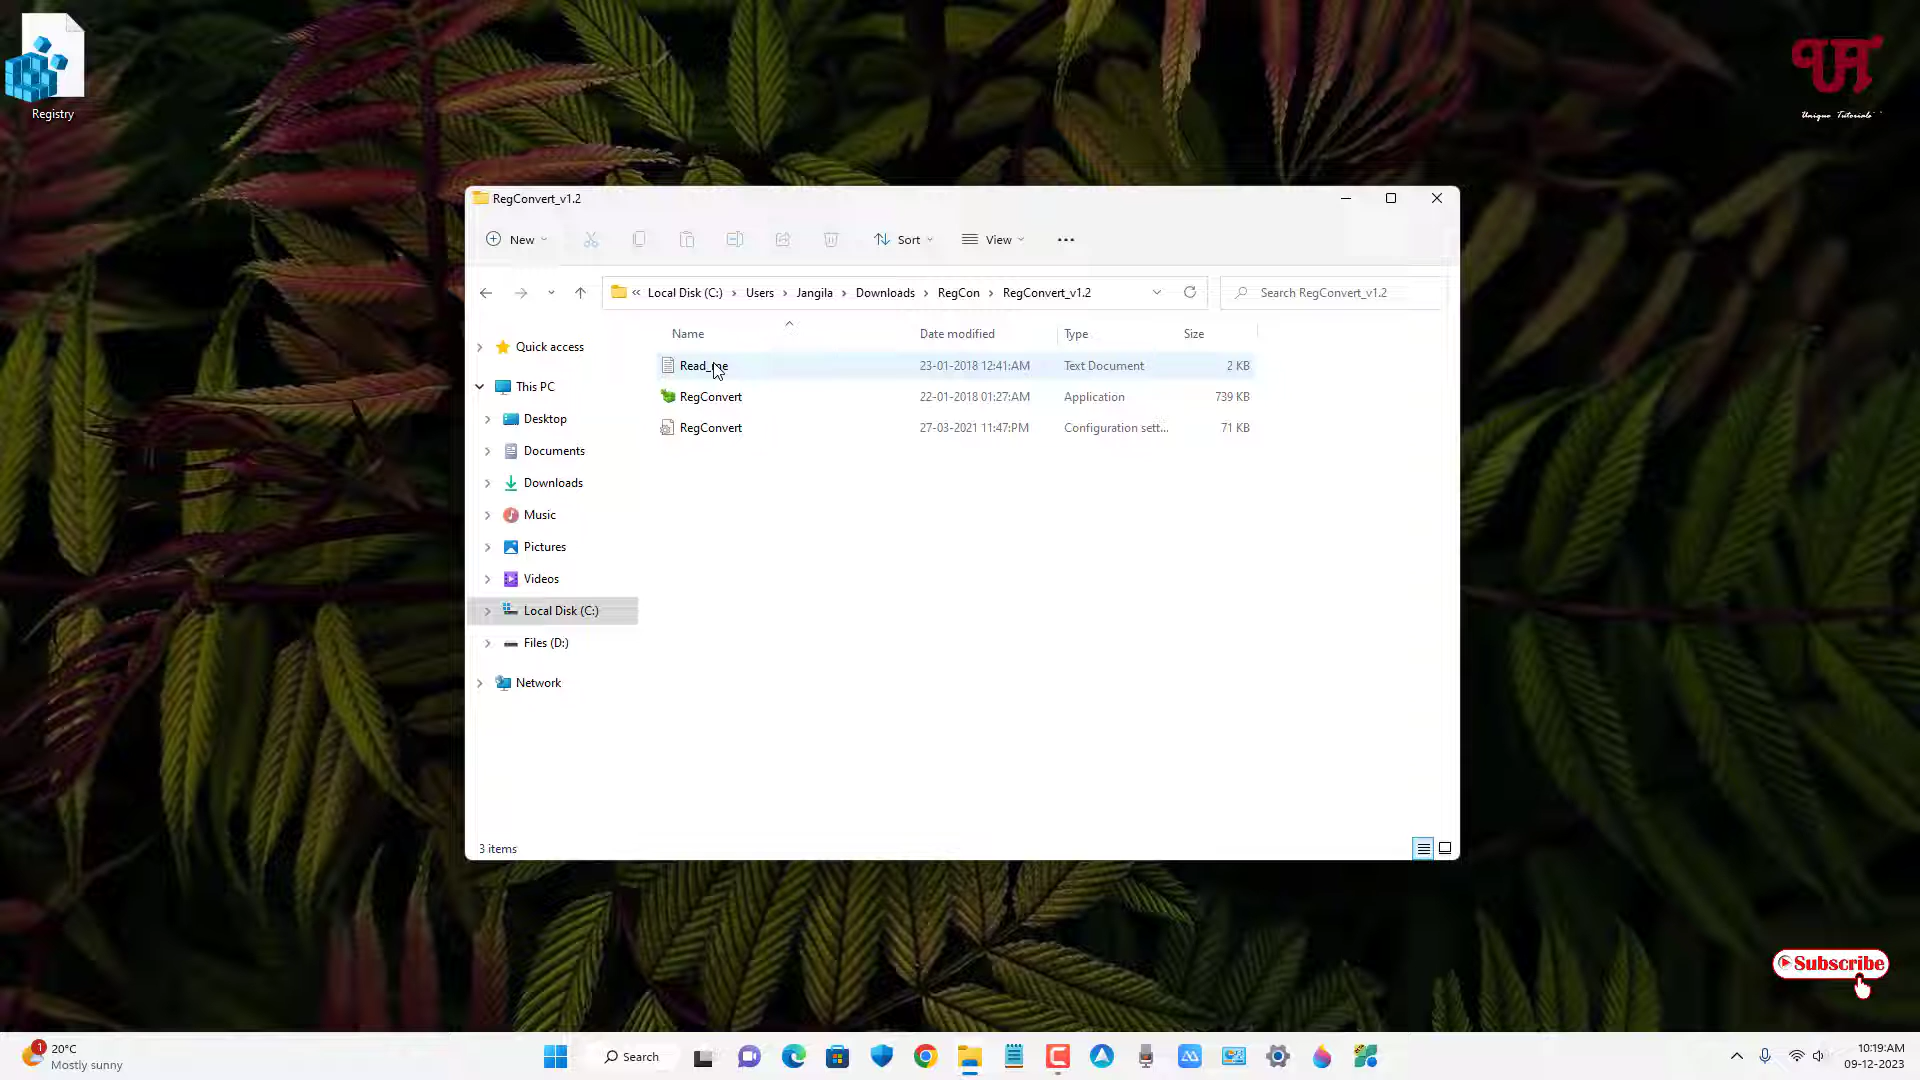 Registry
UT
Unique Tutorials
RegConvert_v1.2
New
Sort
View
Local Disk (C:) Users Jangila Downloads RegCon RegConvert_v1.2
Search RegConvert_v1.2
Name Date modified Type Size
Read_me 23-01-2018 12:41:AM Text Document 2 KB
RegConvert 22-01-2018 01:27:AM Application 739 KB
RegConvert 27-03-2021 11:47:PM Configuration sett... 71 KB
Quick access
This PC
Desktop
Documents
Downloads
Music
Pictures
Videos
Local Disk (C:)
Files (D:)
Network
3 items
Subscribe
1
20°C
Mostly sunny
Search
10:19:AM
09-12-2023